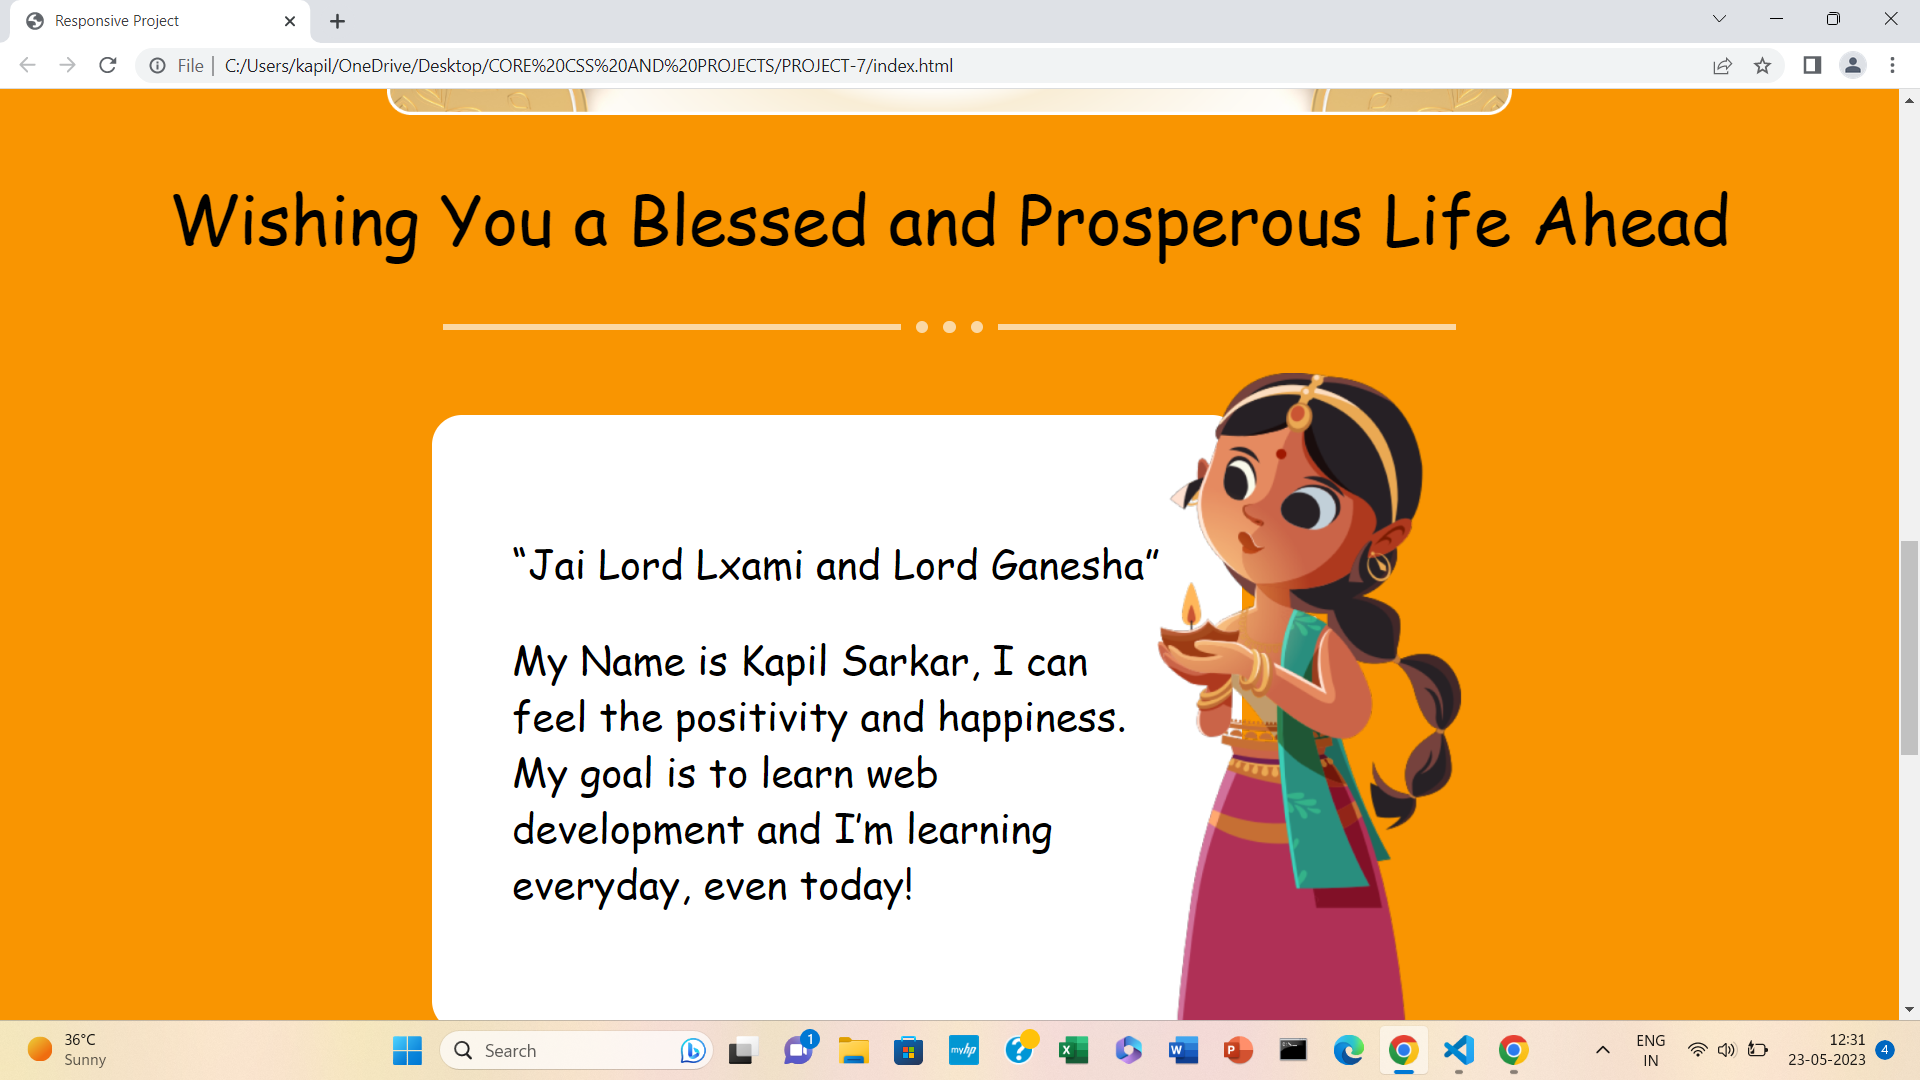 Responsive Project
File
C:/Users/kapil/OneDrive/Desktop/CORE%20CSS%20AND%20PROJECTS/PROJECT-7/index.html
Wishing You a Blessed and Prosperous Life Ahead
“Jai Lord Lxami and Lord Ganesha”
My Name is Kapil Sarkar, I can
feel the positivity and happiness.
My goal is to learn web
development and I’m learning
everyday, even today!
36°C
Sunny
Search
1
myhp
ENG
IN
12:31
23-05-2023
4